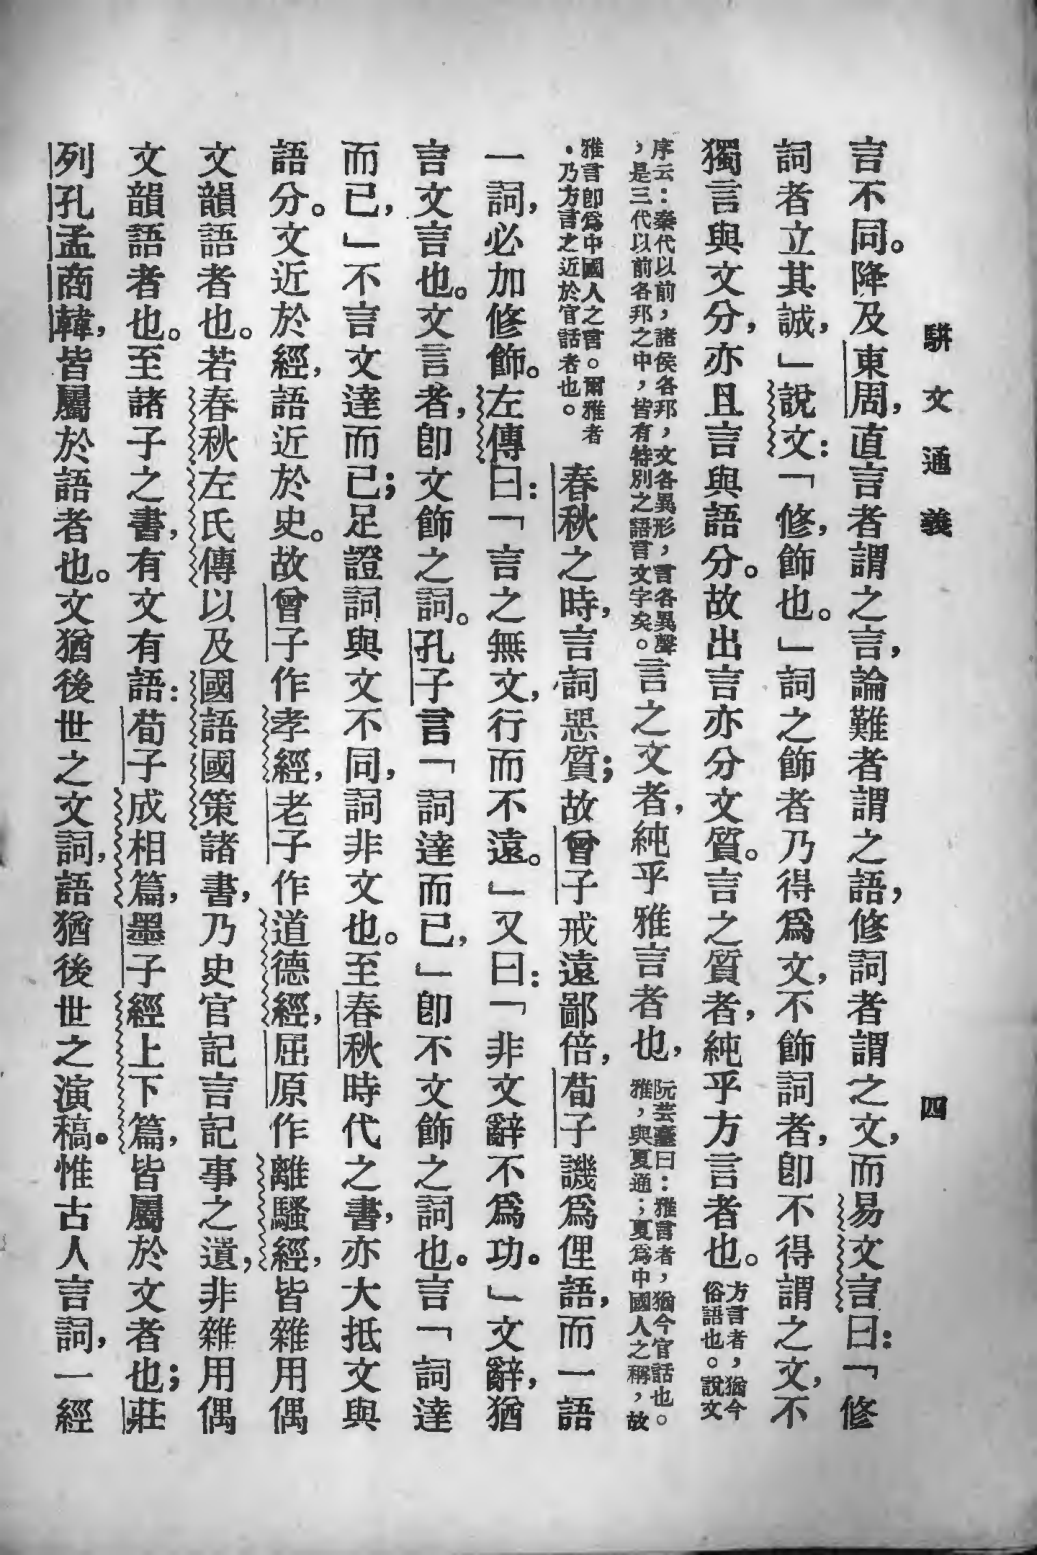 駢文通義
四
言不同。降及東周，直言者謂之言，論難者謂之語，修詞者謂之文，而易文言曰：「修
詞者立其誠，」說文：「修，飾也。」詞之飾者乃得爲文，不飾詞者，卽不得謂之文，不
獨言與文分，亦且言與語分。故出言亦分文質。言之質者，純乎方言者也。
方言者，猶今
俗語也。說文
序云：秦代以前，諸侯各邦，文各異形，言各異聲
，是三代以前各邦之中，皆有特別之語言文字矣。
言之文者，純乎雅言者也，
阮芸臺曰：雅言者，猶今官話也。
雅，與夏通；夏爲中國人之稱，故
雅言卽爲中國人之言。爾雅者
・乃方言之近於官話者也。
春秋之時，言詞惡質；故曾子戒遠鄙倍，荀子譏爲俚語，而一語
一詞，必加修飾。左傳曰：「言之無文，行而不遠。」又曰：「非文辭不爲功。」文辭，猶
言文言也。文言者，卽文飾之詞。孔子言「詞達而已，」卽不文飾之詞也。言「詞達
而已，」不言文達而已；足證詞與文不同，詞非文也。至春秋時代之書，亦大抵文與
語分。文近於經，語近於史。故曾子作孝經，老子作道德經，屈原作離騷經，皆雜用偶
文韻語者也。若春秋左氏傳以及國語國策諸書，乃史官記言記事之遺，非雜用偶
文韻語者也。至諸子之書，有文有語：荀子成相篇，墨子經上下篇，皆屬於文者也；莊
列孔孟商韓，皆屬於語者也。文猶後世之文詞，語猶後世之演稿。惟古人言詞，一經